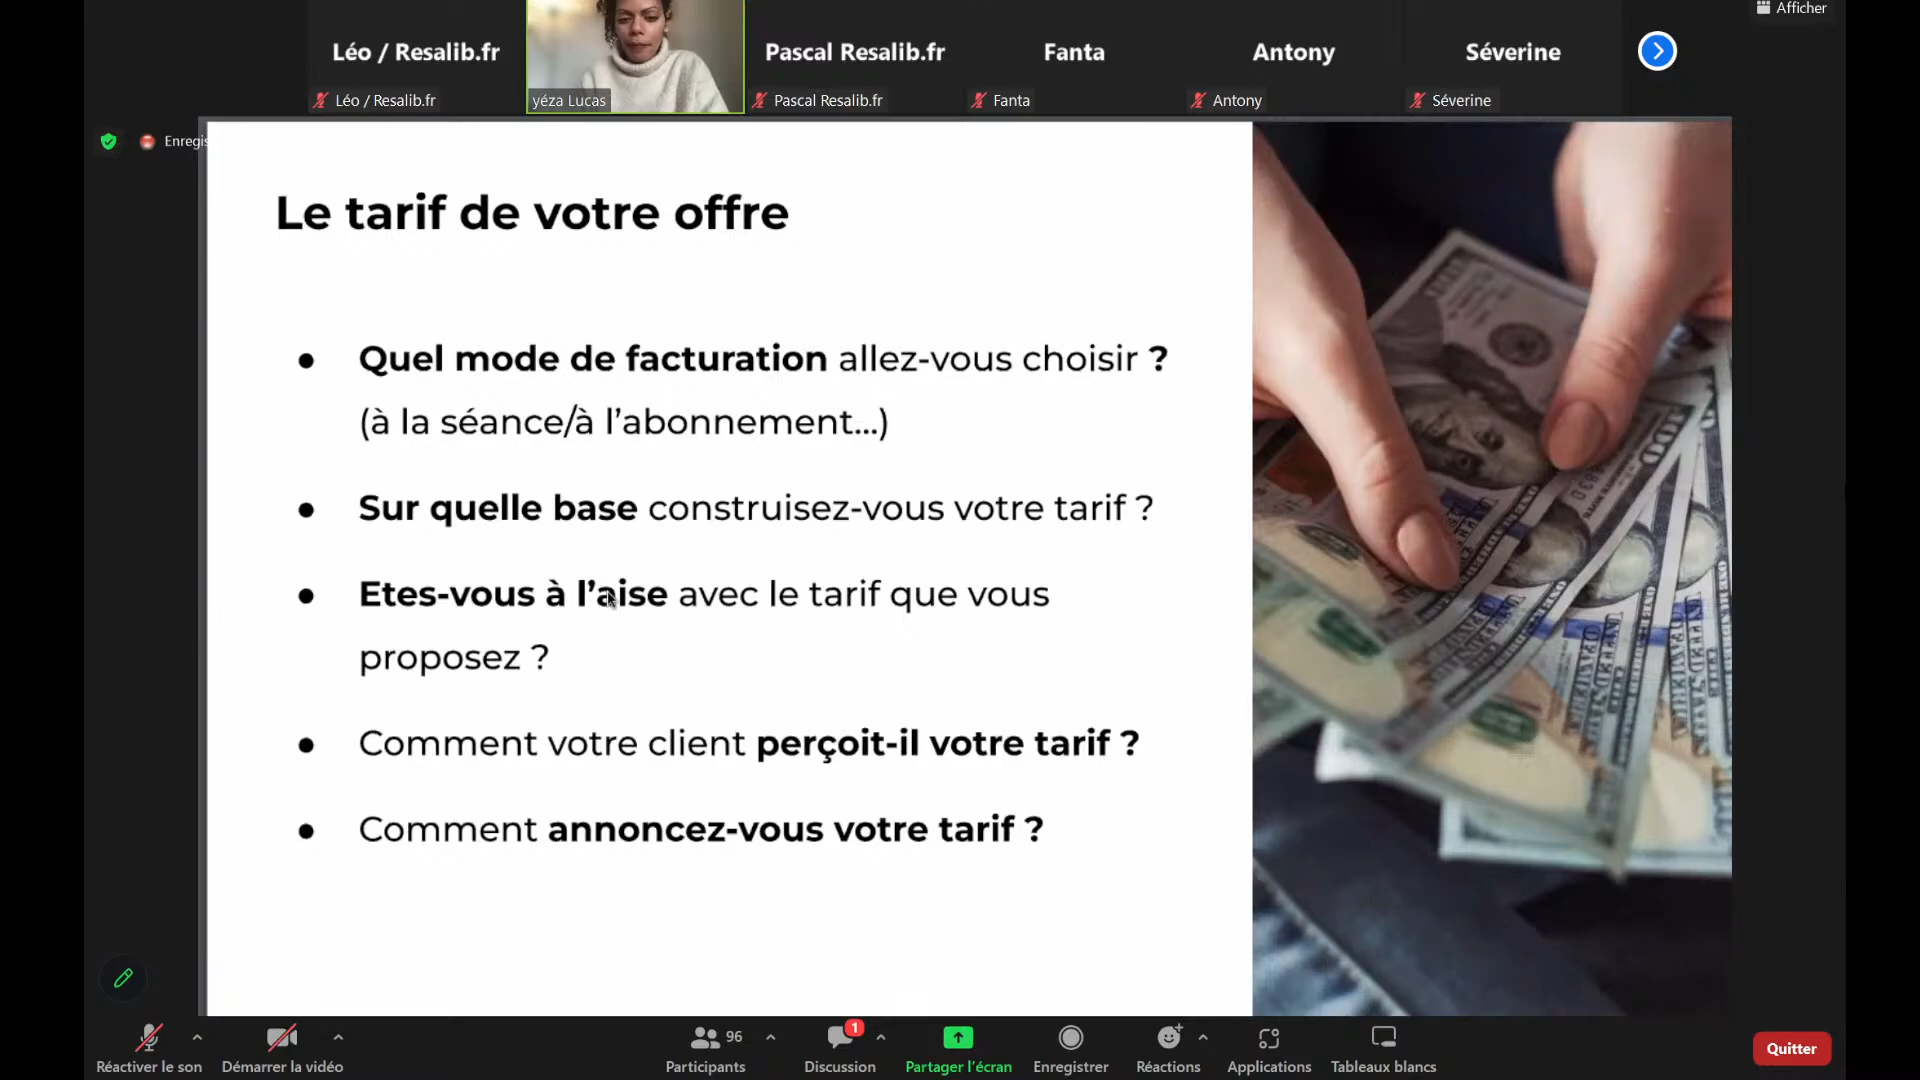 Afficher
Léo / Resalib.fr
Pascal Resalib.fr
Fanta
Antony
Séverine
Léo / Resalib.fr
yéza Lucas
Pascal Resalib.fr
Fanta
Antony
Séverine
Enregis
Le tarif de votre offre
● Quel mode de facturation allez-vous choisir ?
(à la séance/à l’abonnement...)
● Sur quelle base construisez-vous votre tarif ?
● Etes-vous à l’aise avec le tarif que vous
proposez ?
● Comment votre client perçoit-il votre tarif ?
● Comment annoncez-vous votre tarif ?
96
1
Réactiver le son
Démarrer la vidéo
Participants
Discussion
Partager l’écran
Enregistrer
Réactions
Applications
Tableaux blancs
Quitter